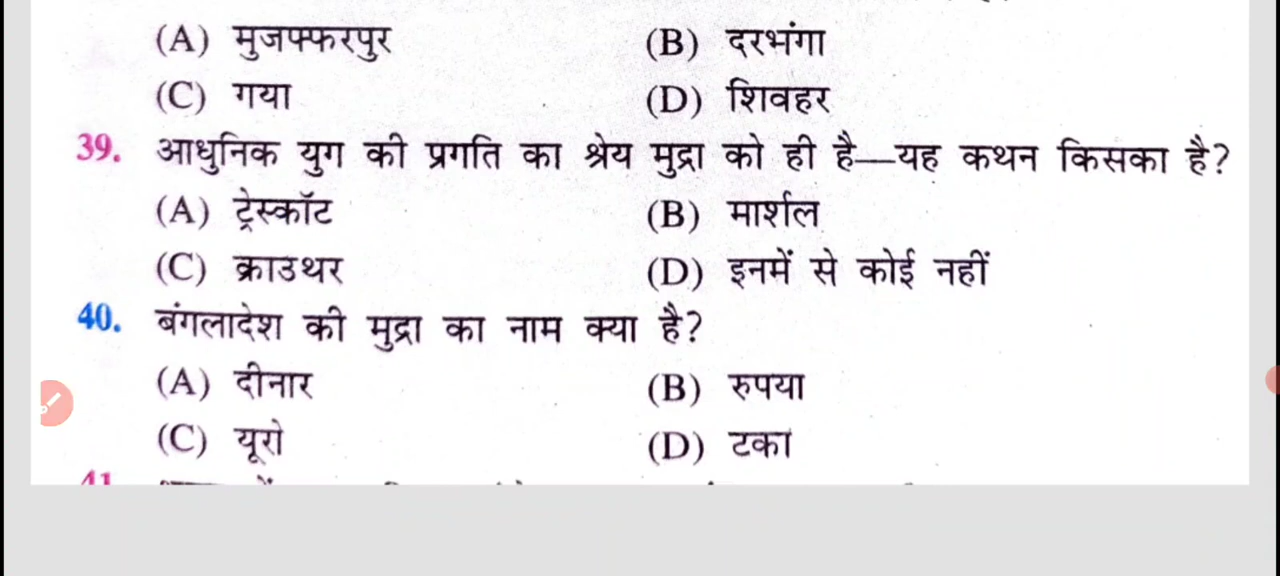 (A) मुजफ्फरपुर (B) दरभंगा
(C) गया (D) शिवहर
39. आधुनिक युग की प्रगति का श्रेय मुद्रा को ही है—यह कथन किसका है?
(A) ट्रेस्कॉट (B) मार्शल
(C) क्राउथर (D) इनमें से कोई नहीं
40. बंगलादेश की मुद्रा का नाम क्या है?
(A) दीनार (B) रुपया
(C) यूरो (D) टका
41.